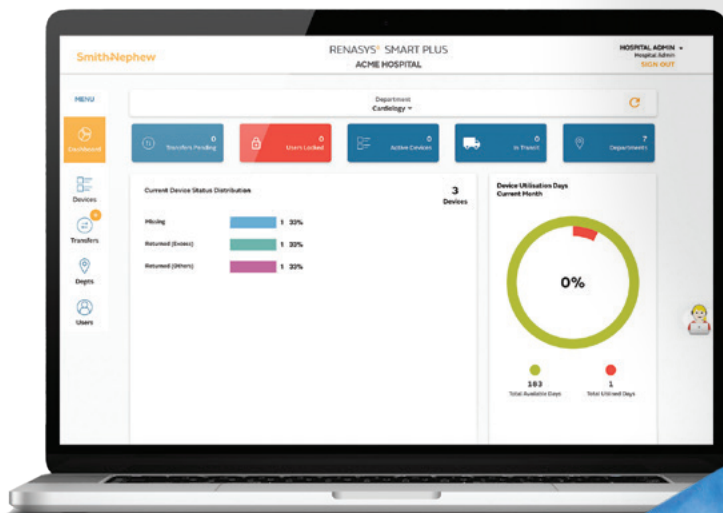 Smith+Nephew
RENASYS° SMART PLUS
ACME HOSPITAL
HOSPITAL ADMIN
Hospital Admin
SIGN OUT
MENU
Dashboard
Devices
Transfers
Depts
Users
Department
Cardiology
0
Transfers Pending
0
Users Locked
0
Active Devices
0
In Transit
7
Departments
Current Device Status Distribution
3
Devices
Missing 1 33%
Returned (Excess) 1 33%
Returned (Others) 1 33%
Device Utilisation Days
Current Month
0%
183
Total Available Days
1
Total Utilised Days